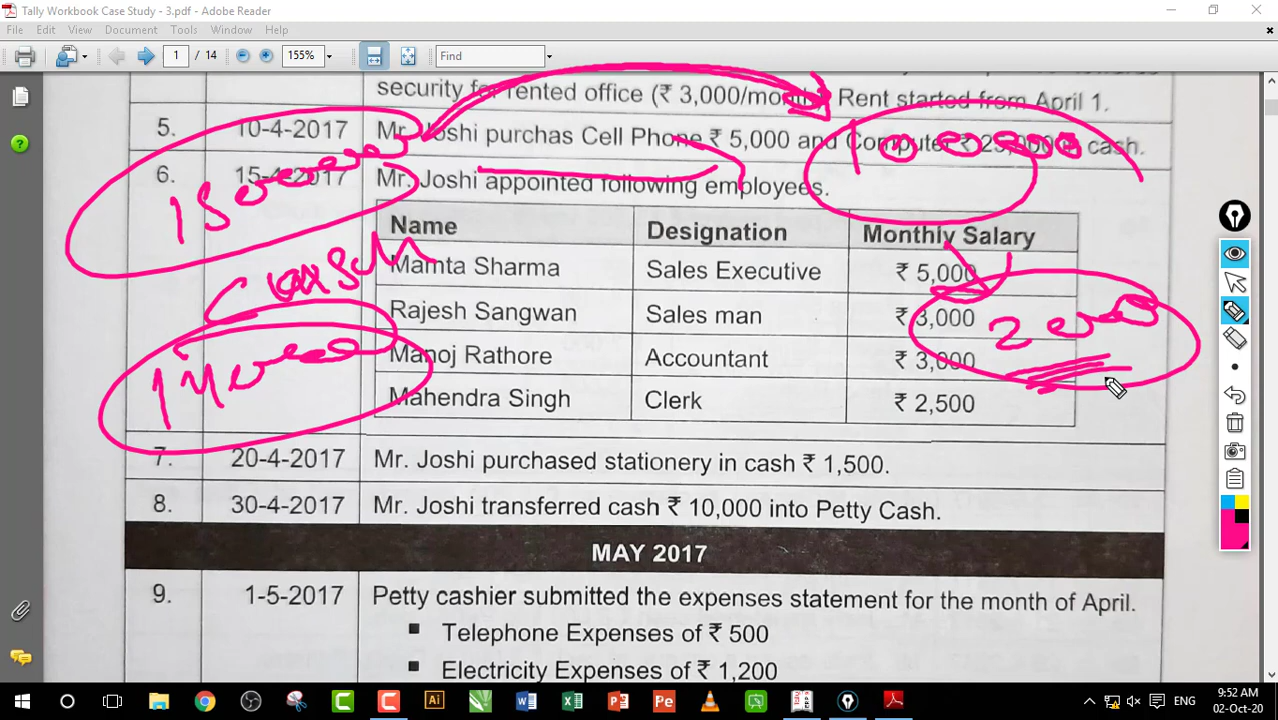 Tally Workbook Case Study - 3.pdf - Adobe Reader
File Edit View Document Tools Window Help
1 / 14 155% Find
security for rented office (₹ 3,000/month). Rent started from April 1.
5. 10-4-2017 Mr. Joshi purchas Cell Phone ₹ 5,000 and Computer ₹ in cash.
6. 15-4-2017 Mr. Joshi appointed following employees.
Name Designation Monthly Salary
Mamta Sharma Sales Executive ₹ 5,000
Rajesh Sangwan Sales man ₹ 3,000
Manoj Rathore Accountant ₹ 3,000
Mahendra Singh Clerk ₹ 2,500
7. 20-4-2017 Mr. Joshi purchased stationery in cash ₹ 1,500.
8. 30-4-2017 Mr. Joshi transferred cash ₹ 10,000 into Petty Cash.
MAY 2017
9. 1-5-2017 Petty cashier submitted the expenses statement for the month of April.
Telephone Expenses of ₹ 500
Electricity Expenses of ₹ 1,200
ENG
9:52 AM
02-Oct-20